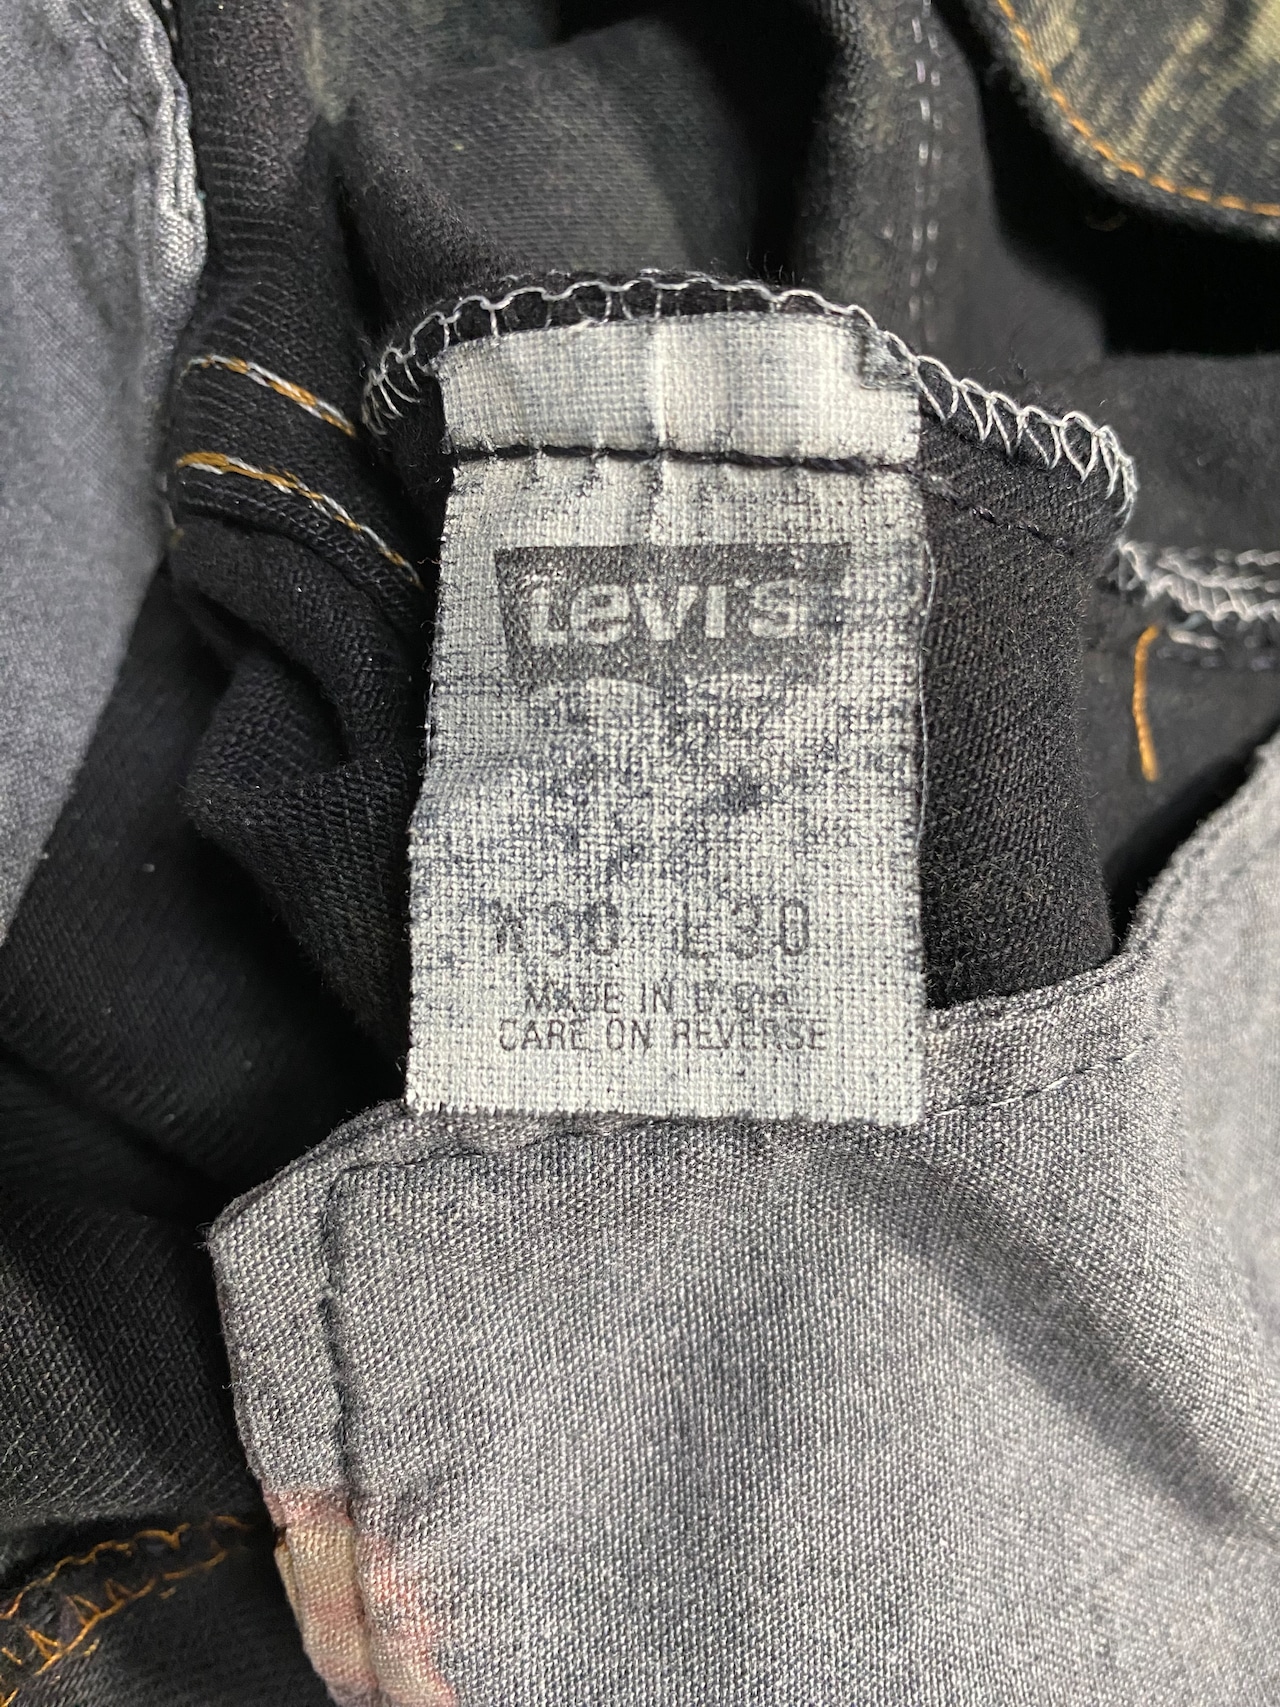 Levi's
W30 L30
MADE IN U.S.A.
CARE ON REVERSE